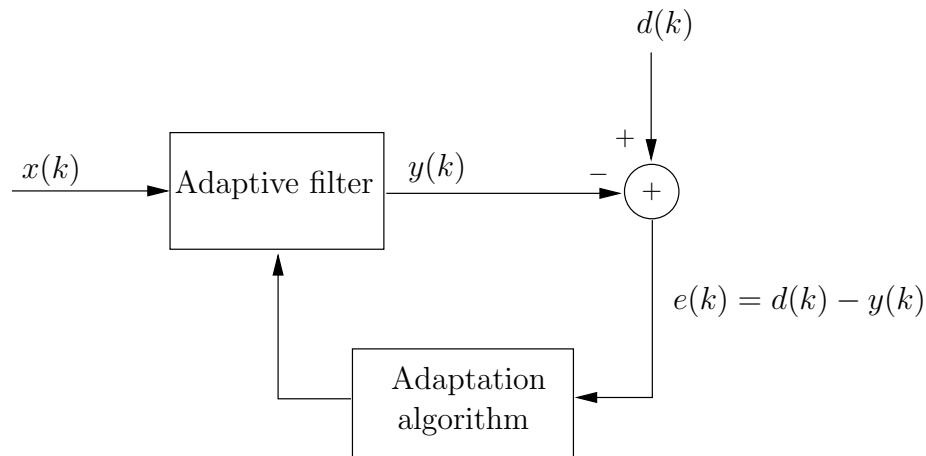 d(k)
+
x(k)
Adaptive filter
y(k)
−
+
e(k) = d(k) − y(k)
Adaptation
algorithm